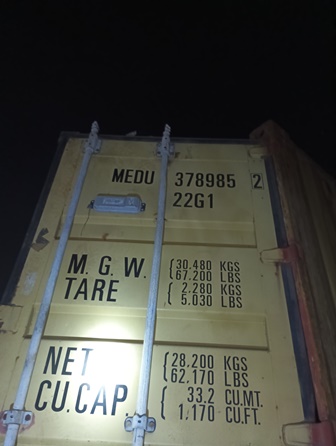 MEDU 378985 2
22G1
M.G.W. 30.480 KGS
67.200 LBS
TARE 2.280 KGS
5.030 LBS
NET 28.200 KGS
62.170 LBS
CU.CAP 33.2 CU.MT.
1.170 CU.FT.